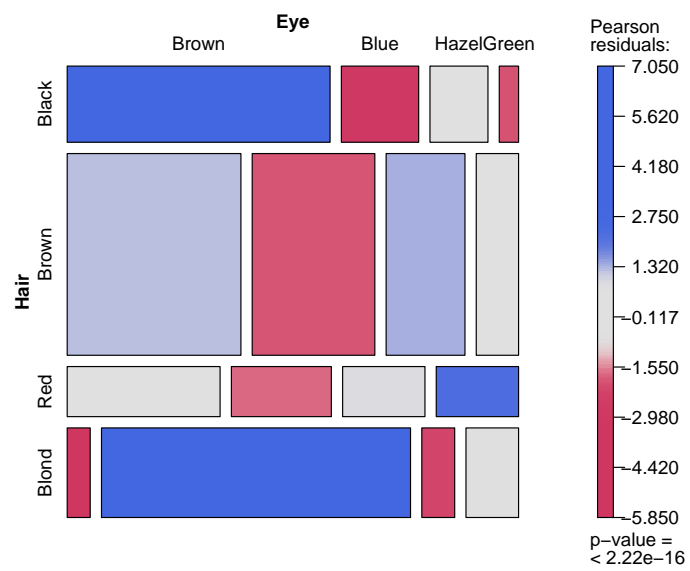 Eye
Brown Blue HazelGreen
Hair
Black
Brown
Red
Blond
Pearson
residuals:
7.050
5.620
4.180
2.750
1.320
−0.117
−1.550
−2.980
−4.420
−5.850
p−value =
< 2.22e−16